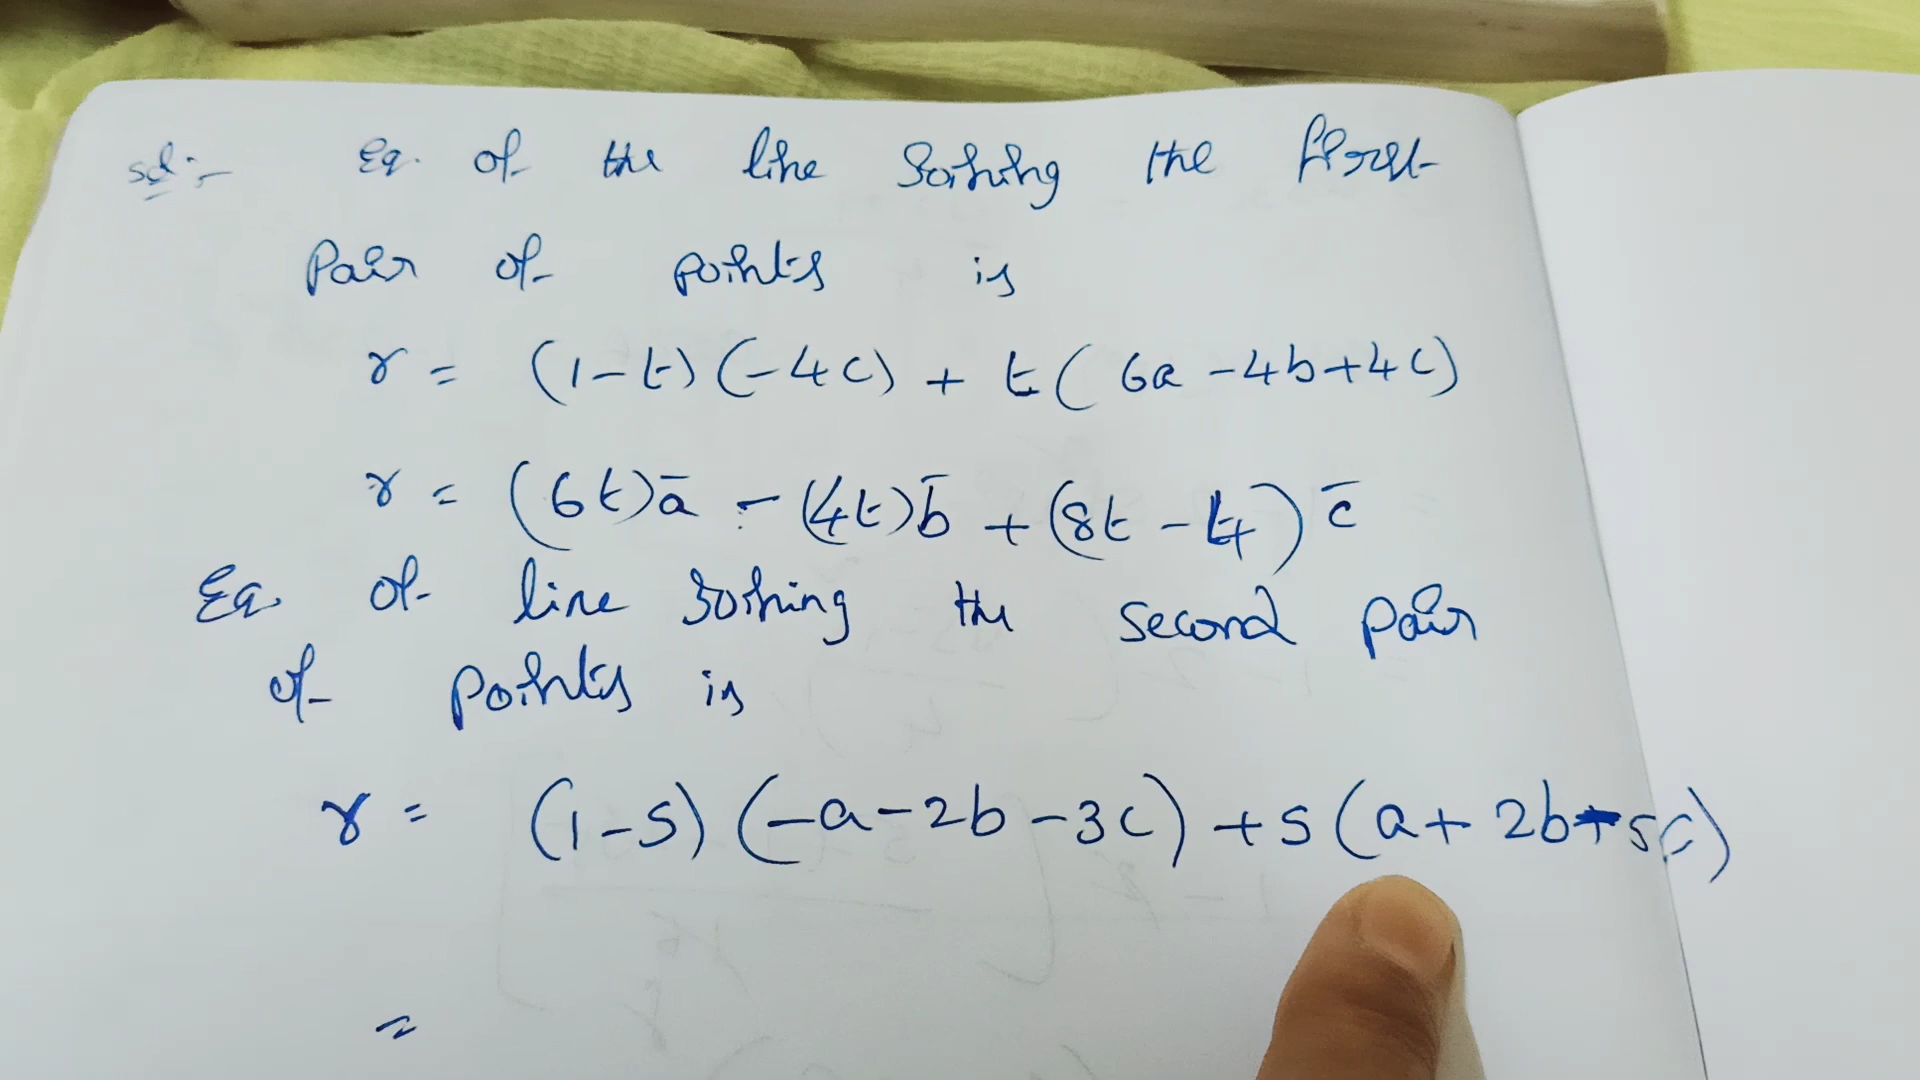 Sol:- Eq. of the line Joining the first
Pair of points is
r = (1-t)(-4c) + t(6a-4b+4c)
r = (6t)a̅ - (4t)b̅ + (8t-4)c̅
Eq. of line Joining the second pair
of points is
r = (1-s)(-a-2b-3c)+s(a+2b-5c)
=